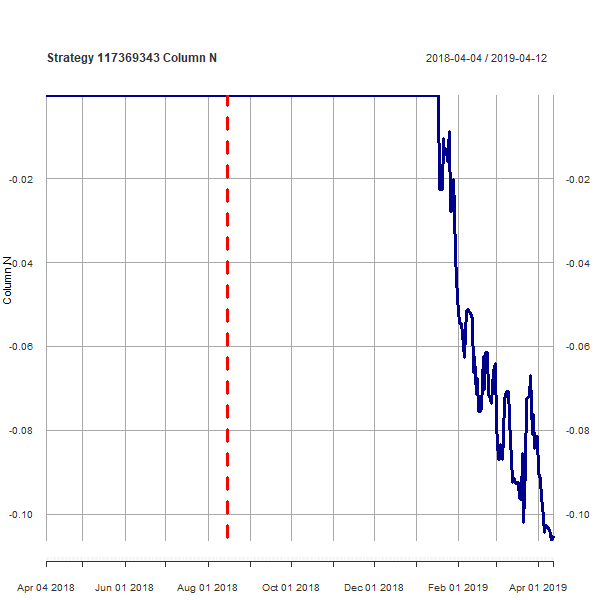 Strategy 117369343 Column N
2018-04-04 / 2019-04-12
-0.02 -0.02
-0.04 -0.04
Column N
-0.06 -0.06
-0.08 -0.08
-0.10 -0.10
Apr 04 2018 Jun 01 2018 Aug 01 2018 Oct 01 2018 Dec 03 2018 Feb 01 2019 Apr 01 2019